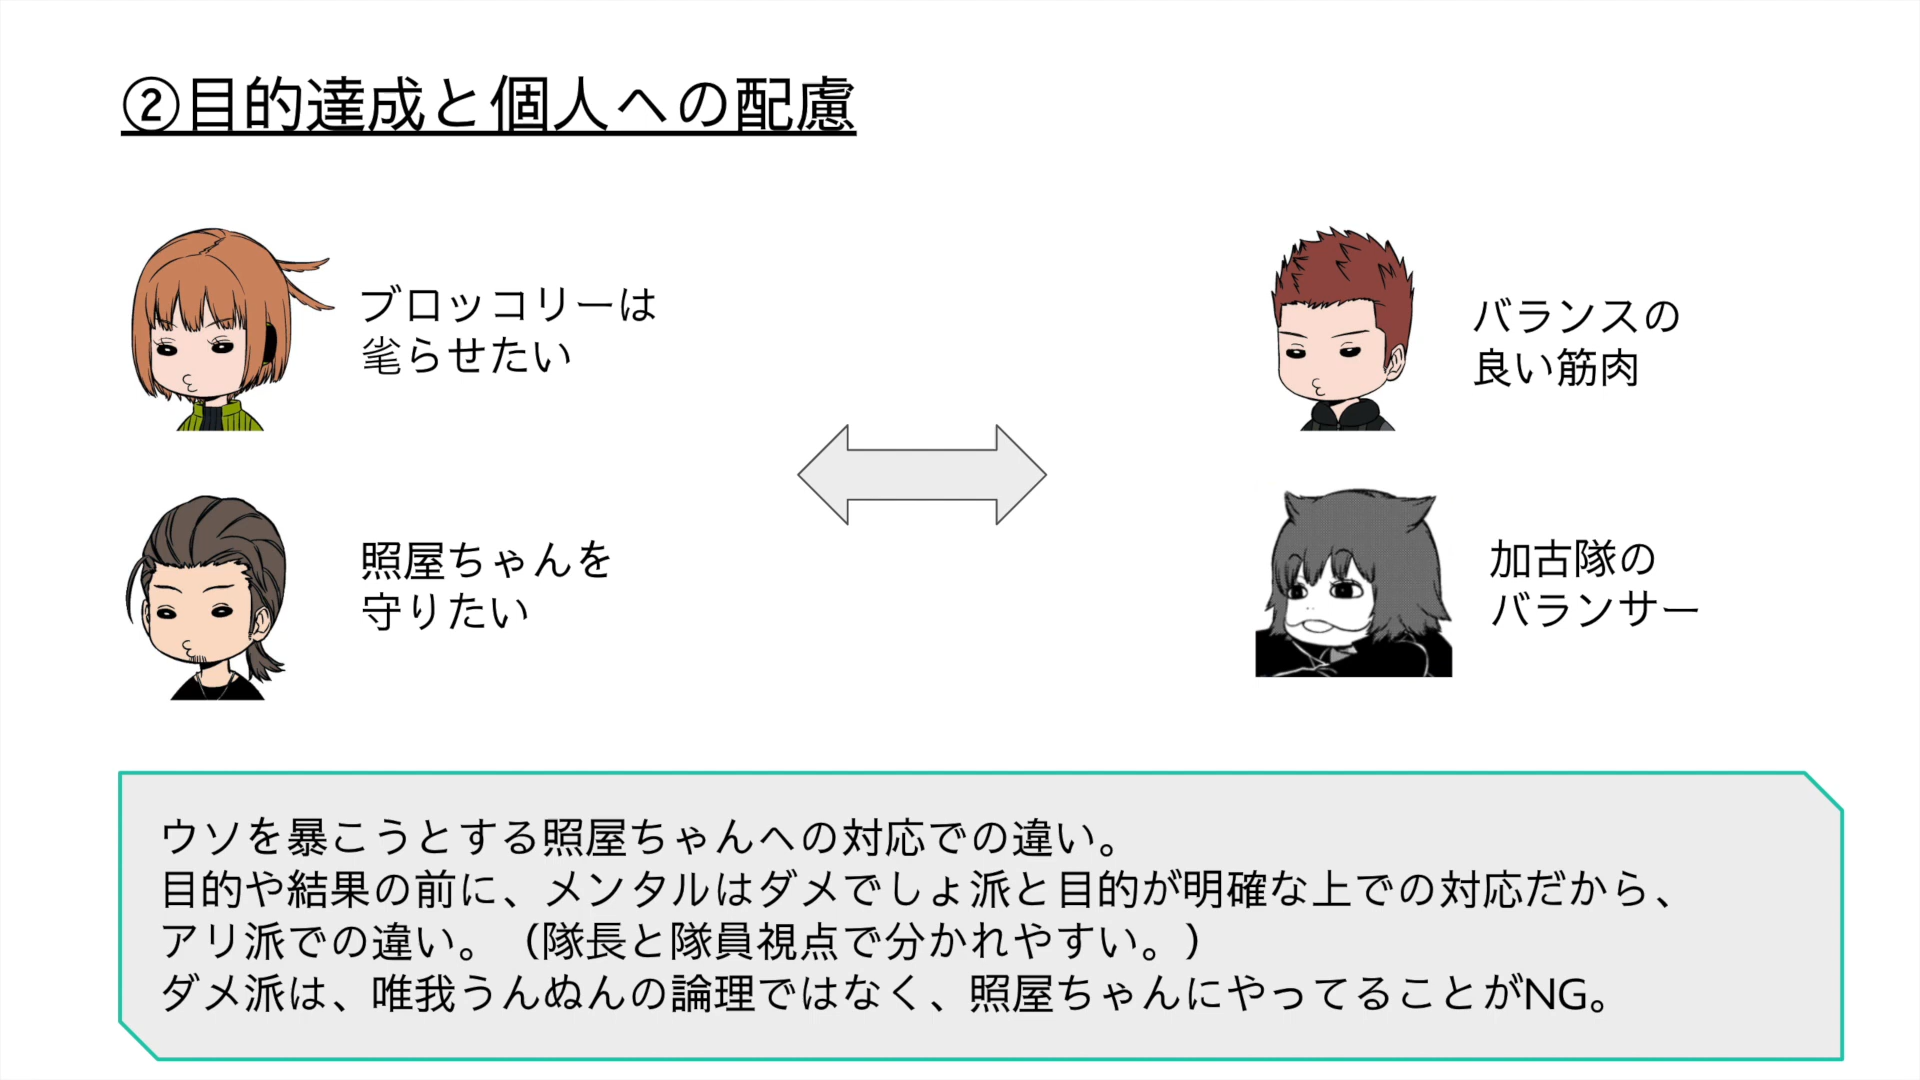 ②目的達成と個人への配慮
ブロッコリーは
毟らせたい
バランスの
良い筋肉
照屋ちゃんを
守りたい
加古隊の
バランサー
ウソを暴こうとする照屋ちゃんへの対応での違い。
目的や結果の前に、メンタルはダメでしょ派と目的が明確な上での対応だから、
アリ派での違い。（隊長と隊員視点で分かれやすい。）
ダメ派は、唯我うんぬんの論理ではなく、照屋ちゃんにやってることがNG。